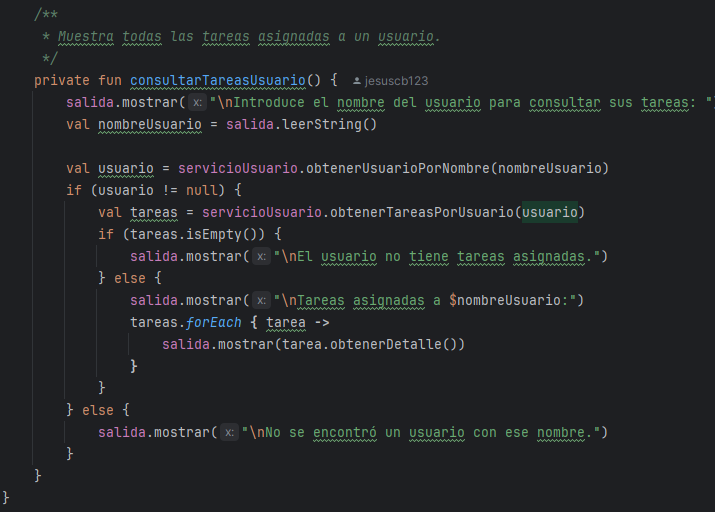 /**
 * Muestra todas las tareas asignadas a un usuario.
 */
private fun consultarTareasUsuario() { jesuscb123
    salida.mostrar( x: "\nIntroduce el nombre del usuario para consultar sus tareas: ")
    val nombreUsuario = salida.leerString()

    val usuario = servicioUsuario.obtenerUsuarioPorNombre(nombreUsuario)
    if (usuario != null) {
        val tareas = servicioUsuario.obtenerTareasPorUsuario(usuario)
        if (tareas.isEmpty()) {
            salida.mostrar( x: "\nEl usuario no tiene tareas asignadas.")
        } else {
            salida.mostrar( x: "\nTareas asignadas a $nombreUsuario:")
            tareas.forEach { tarea ->
                salida.mostrar(tarea.obtenerDetalle())
            }
        }
    } else {
        salida.mostrar( x: "\nNo se encontró un usuario con ese nombre.")
    }
}
}